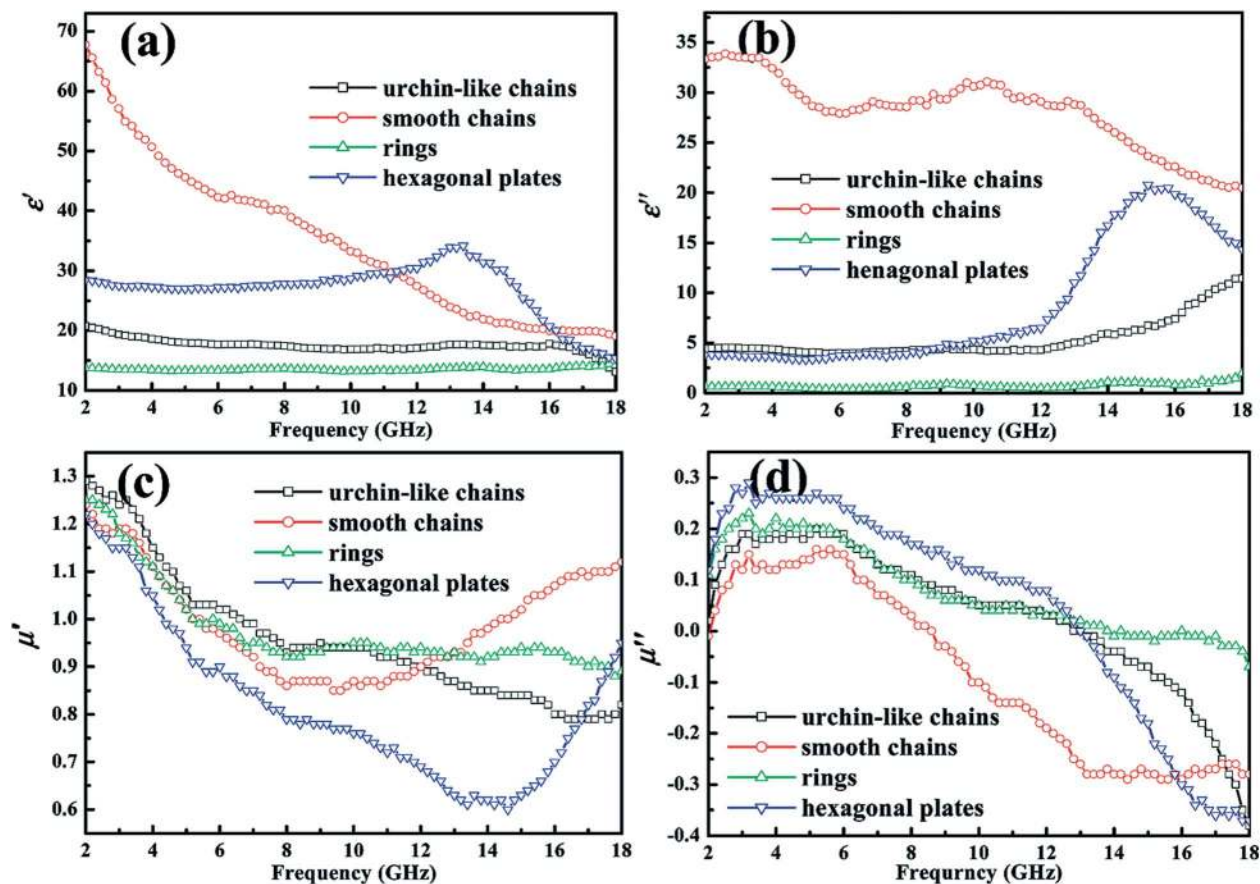 (a)
70
60
50
40
30
20
10
ε'
urchin-like chains
smooth chains
rings
hexagonal plates
2 4 6 8 10 12 14 16 18
Frequency (GHz)
(b)
35
30
25
20
15
10
5
0
ε''
urchin-like chains
smooth chains
rings
henagonal plates
2 4 6 8 10 12 14 16 18
Frequency (GHz)
(c)
1.3
1.2
1.1
1.0
0.9
0.8
0.7
0.6
μ'
urchin-like chains
smooth chains
rings
hexagonal plates
2 4 6 8 10 12 14 16 18
Frequency (GHz)
(d)
0.3
0.2
0.1
0.0
-0.1
-0.2
-0.3
-0.4
μ''
urchin-like chains
smooth chains
rings
hexagonal plates
2 4 6 8 10 12 14 16 18
Frequrncy (GHz)